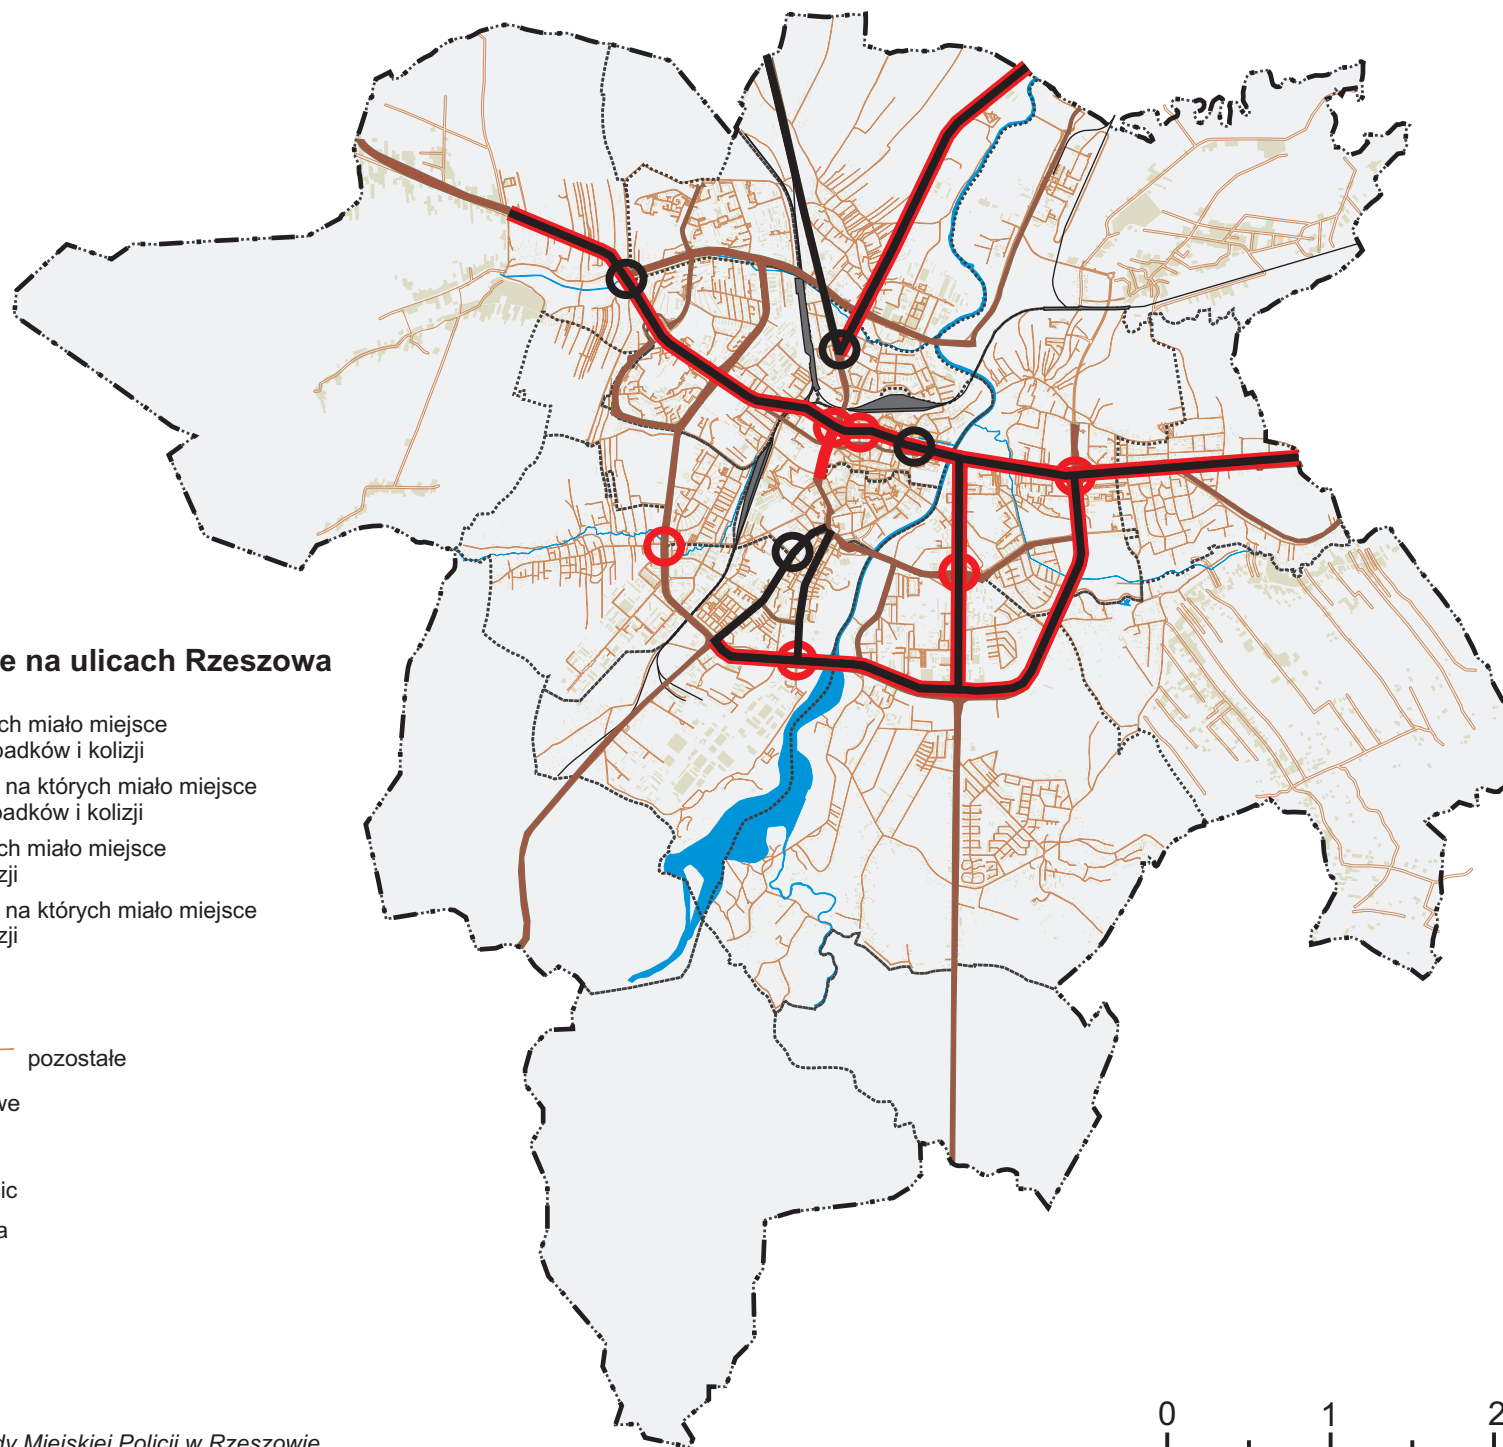 e na ulicach Rzeszowa
ch miało miejsce
padków i kolizji
na których miało miejsce
padków i kolizji
ch miało miejsce
zji
na których miało miejsce
zji
pozostałe
we
ic
a
dy Miejskiej Policji w Rzeszowie
0 1 2